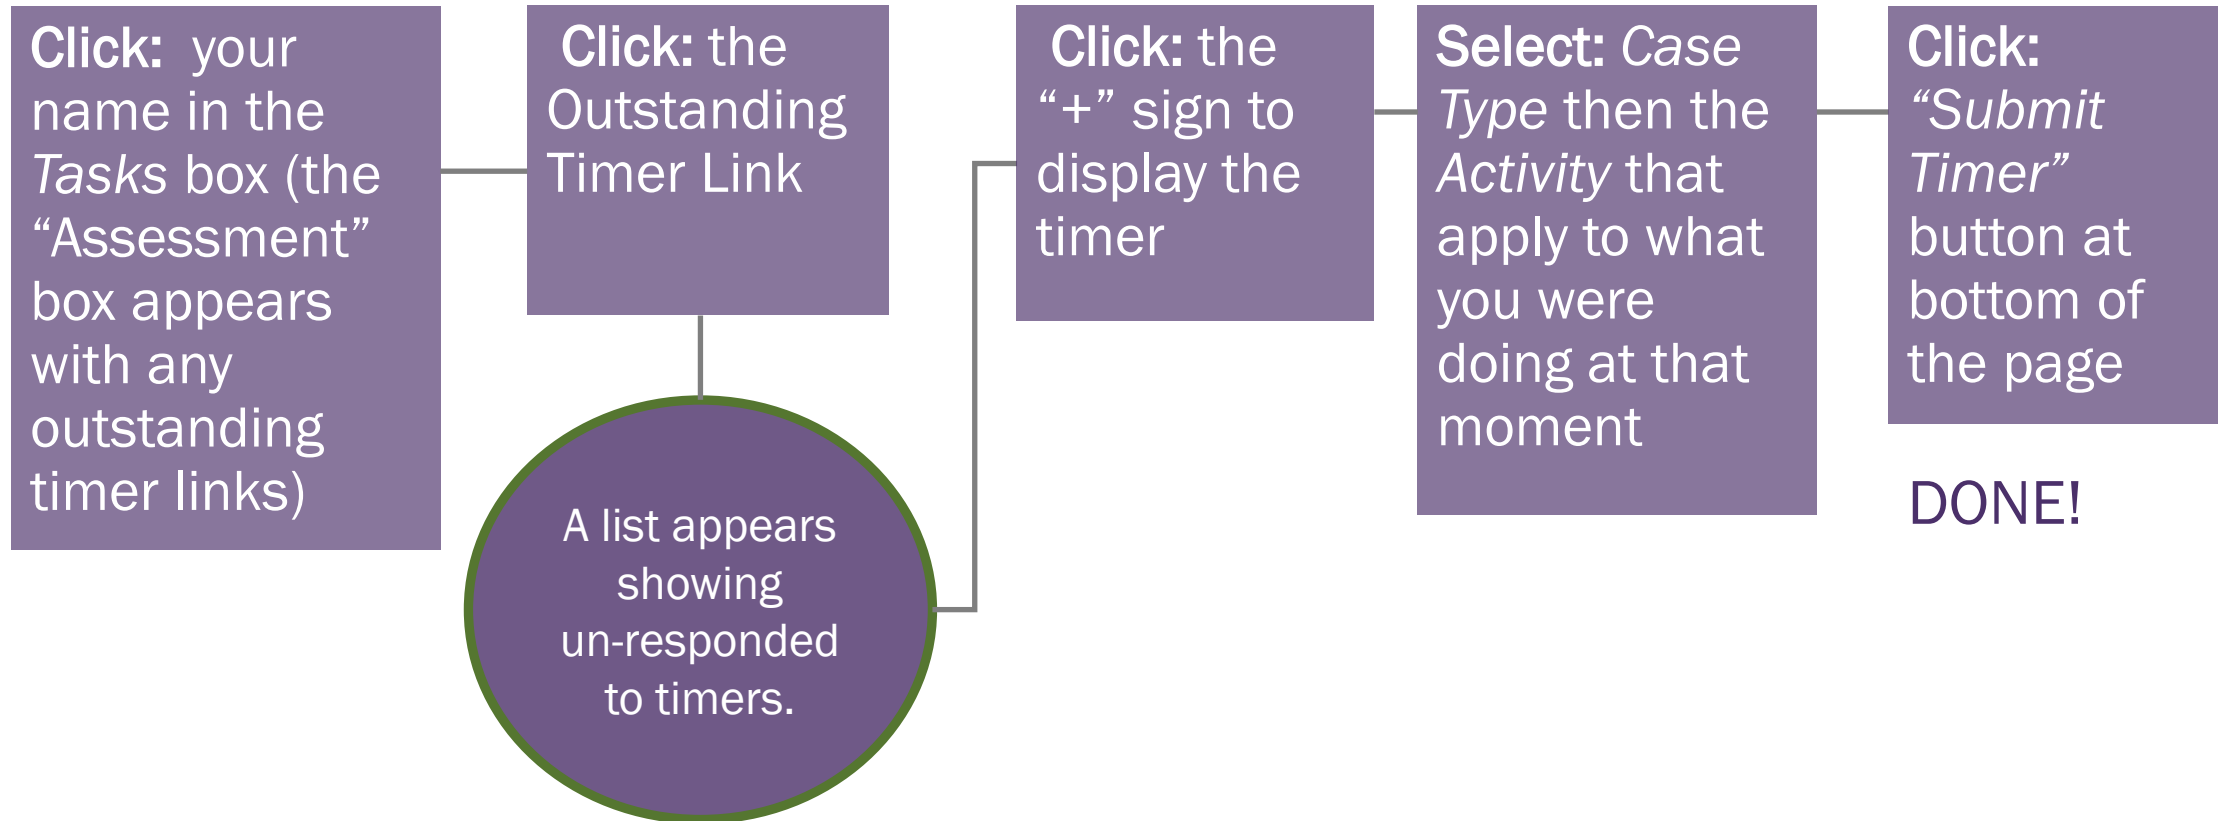 Click: your
name in the
Tasks box (the
“Assessment”
box appears
with any
outstanding
timer links)
Click: the
Outstanding
Timer Link
A list appears
showing
un-responded
to timers.
Click: the
“+” sign to
display the
timer
Select: Case
Type then the
Activity that
apply to what
you were
doing at that
moment
Click:
“Submit
Timer”
button at
bottom of
the page
DONE!